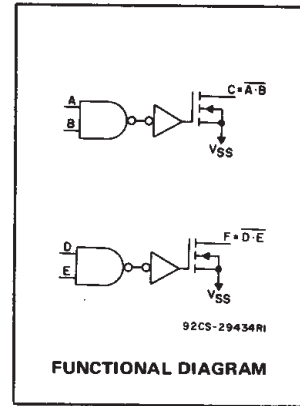 A
B
C = A·B
VSS
D
E
F = D·E
VSS
92CS-29434R1
FUNCTIONAL DIAGRAM